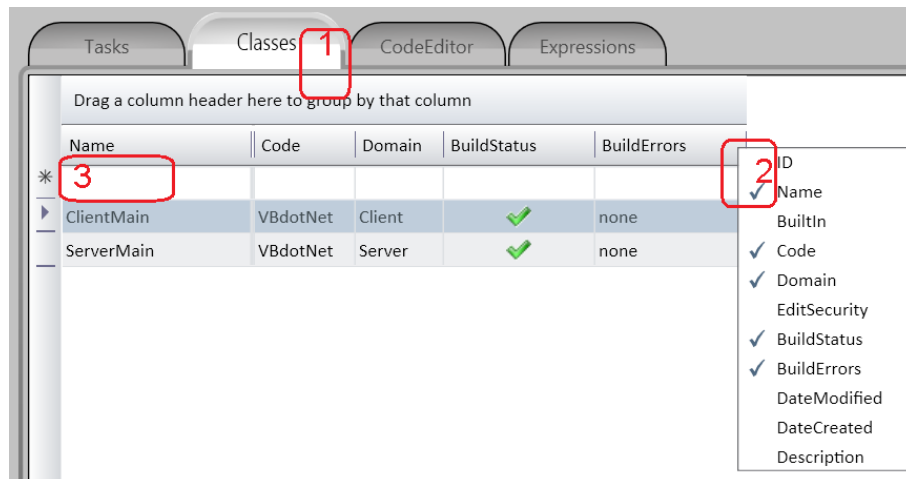 Tasks Classes 1 CodeEditor Expressions
Drag a column header here to group by that column
Name Code Domain BuildStatus BuildErrors
2 ID
3
Name
ClientMain VBdotNet Client none
BuiltIn
ServerMain VBdotNet Server none
Code
Domain
EditSecurity
BuildStatus
BuildErrors
DateModified
DateCreated
Description